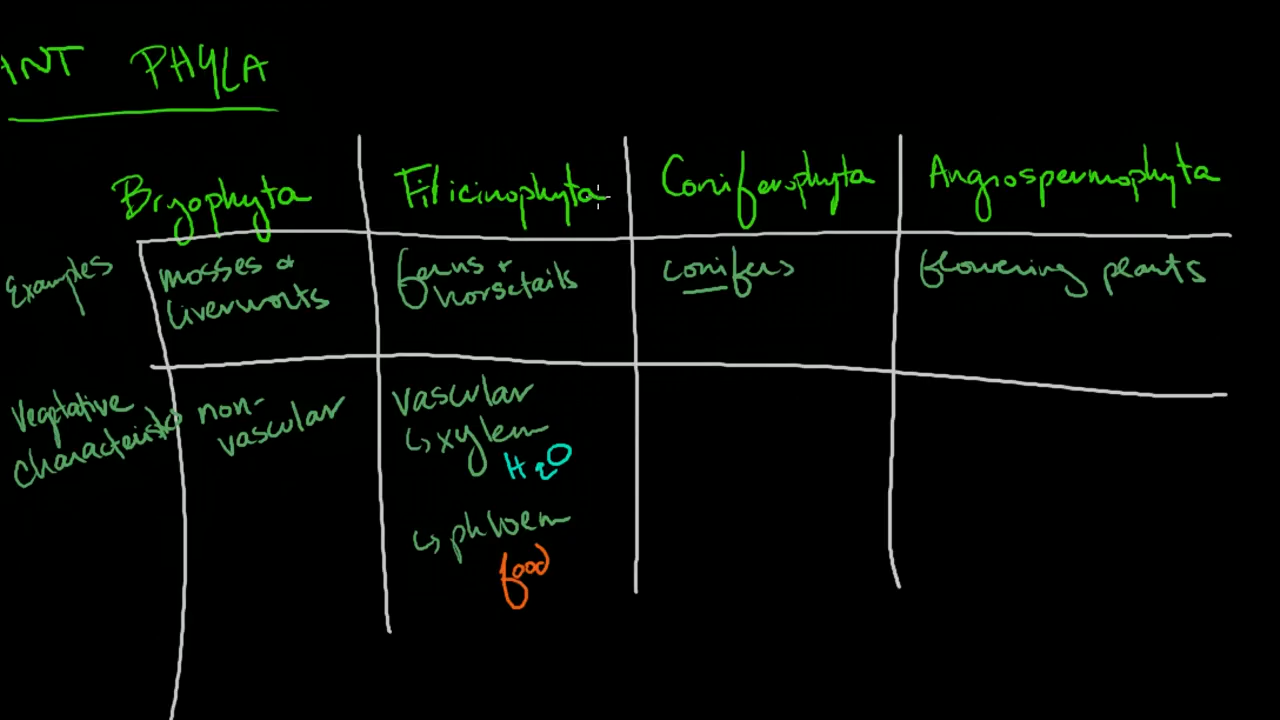 ANT PHYLA
Bryophyta Filicinophyta Coniferophyta Angiospermophyta
Examples mosses & ferns + conifers flowering plants
liverworts horsetails
Vegetative non- vascular
characteristics vascular ↳ xylem
H2O
↳ phloem
food